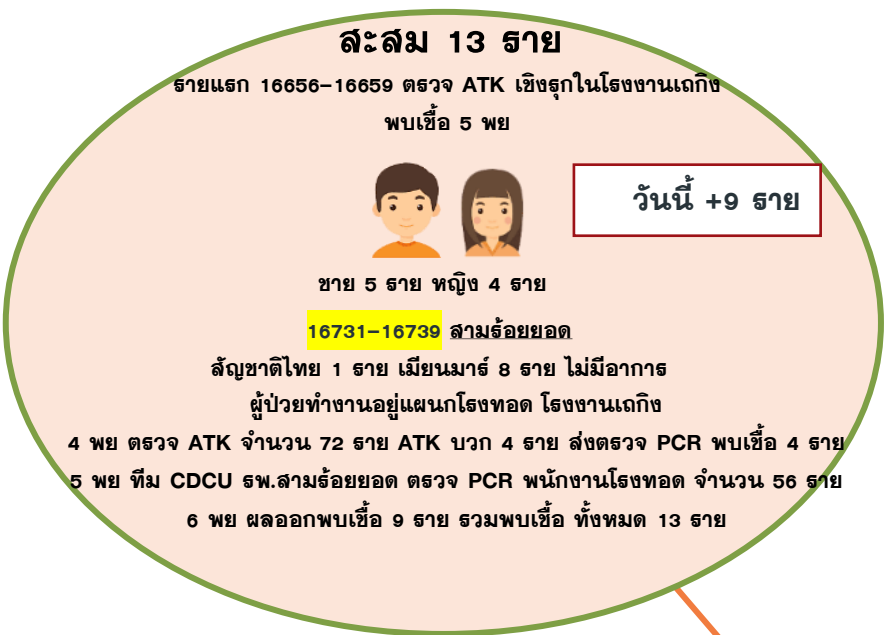 สะสม 13 ราย
รายแรก 16656-16659 ตรวจ ATK เชิงรุกในโรงงานเถกิง
พบเชื้อ 5 พย
วันนี้ +9 ราย
ชาย 5 ราย หญิง 4 ราย
16731-16739 สามร้อยยอด
สัญชาติไทย 1 ราย เมียนมาร์ 8 ราย ไม่มีอาการ
ผู้ป่วยทำงานอยู่แผนกโรงทอด โรงงานเถกิง
4 พย ตรวจ ATK จำนวน 72 ราย ATK บวก 4 ราย ส่งตรวจ PCR พบเชื้อ 4 ราย
5 พย ทีม CDCU รพ.สามร้อยยอด ตรวจ PCR พนักงานโรงทอด จำนวน 56 ราย
6 พย ผลออกพบเชื้อ 9 ราย รวมพบเชื้อ ทั้งหมด 13 ราย